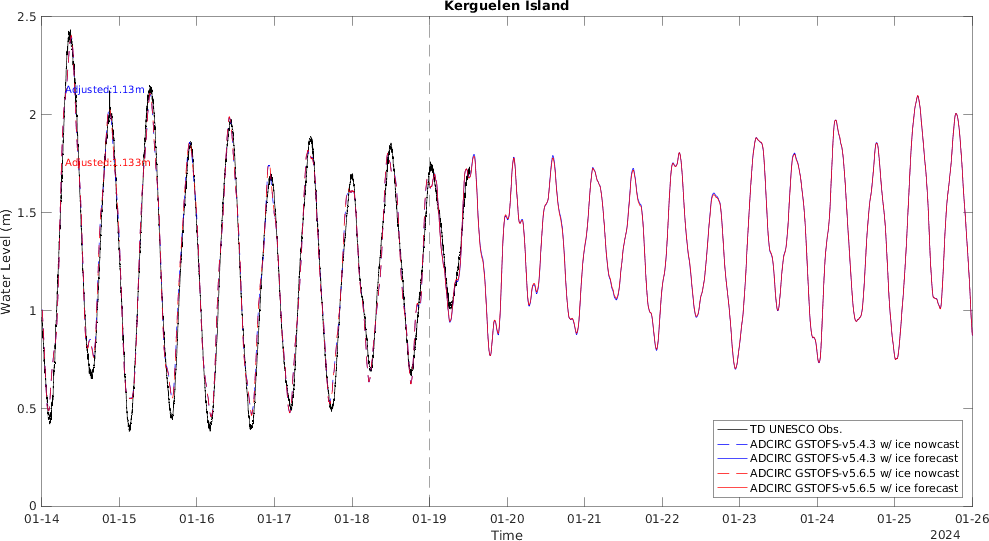 Kerguelen Island
2.5
2
1.5
1
0.5
0
Water Level (m)
Adjusted:1.13m
Adjusted:1.133m
TD UNESCO Obs.
ADCIRC GSTOFS-v5.4.3 w/ ice nowcast
ADCIRC GSTOFS-v5.4.3 w/ ice forecast
ADCIRC GSTOFS-v5.6.5 w/ ice nowcast
ADCIRC GSTOFS-v5.6.5 w/ ice forecast
01-14 01-15 01-16 01-17 01-18 01-19 01-20 01-21 01-22 01-23 01-24 01-25 01-26
Time
2024